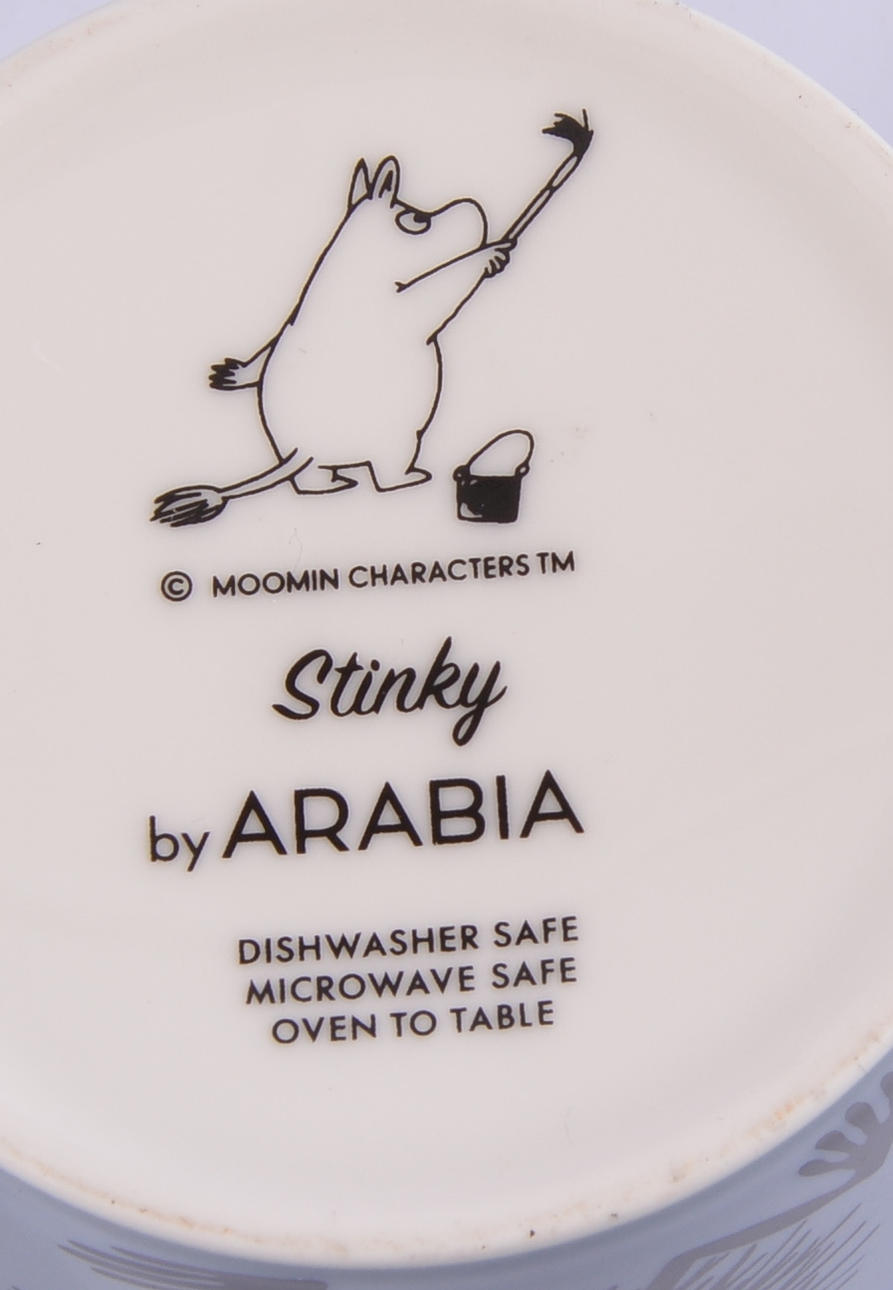 © MOOMIN CHARACTERS TM
Stinky
by ARABIA
DISHWASHER SAFE
MICROWAVE SAFE
OVEN TO TABLE